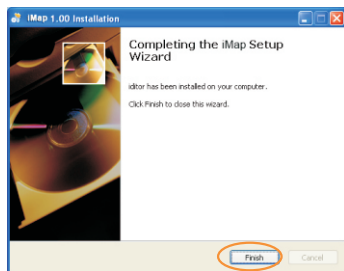 iMap 1.00 Installation
Completing the iMap Setup
Wizard
iditor has been installed on your computer.
Click Finish to close this wizard.
Finish
Cancel